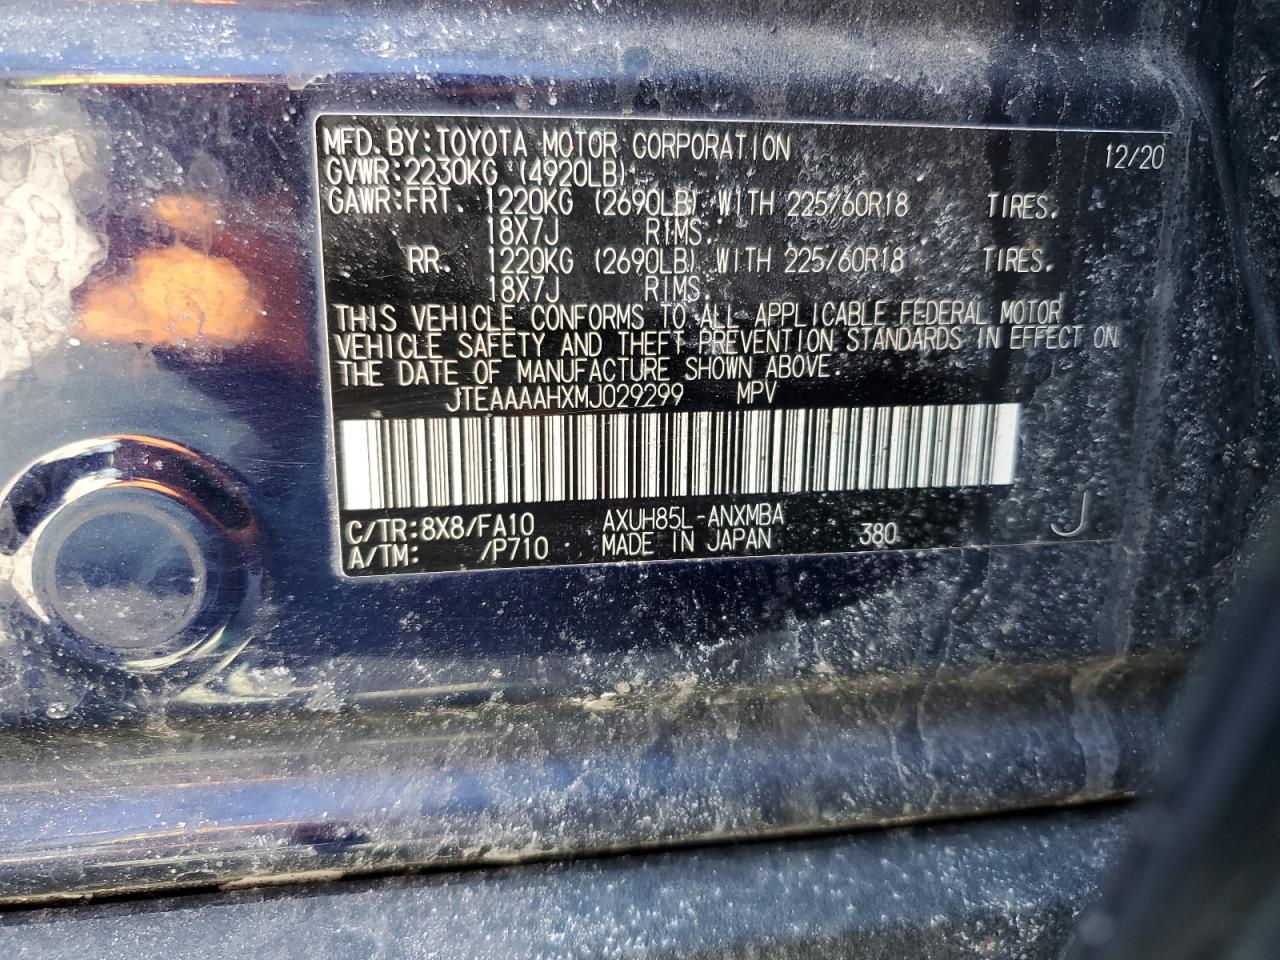 MFD. BY: TOYOTA MOTOR CORPORATION 12/20
GVWR: 2230KG (4920LB)
GAWR: FRT. 1220KG (2690LB) WITH 225/60R18 TIRES.
18X7J RIMS.
RR. 1220KG (2690LB) WITH 225/60R18 TIRES.
18X7J RIMS.
THIS VEHICLE CONFORMS TO ALL APPLICABLE FEDERAL MOTOR
VEHICLE SAFETY AND THEFT PREVENTION STANDARDS IN EFFECT ON
THE DATE OF MANUFACTURE SHOWN ABOVE.
JTEAAAAHXMJ029299 MPV
C/TR: 8X8/FA10 AXUH85L-ANXMBA 380 J
A/TM: /P710 MADE IN JAPAN